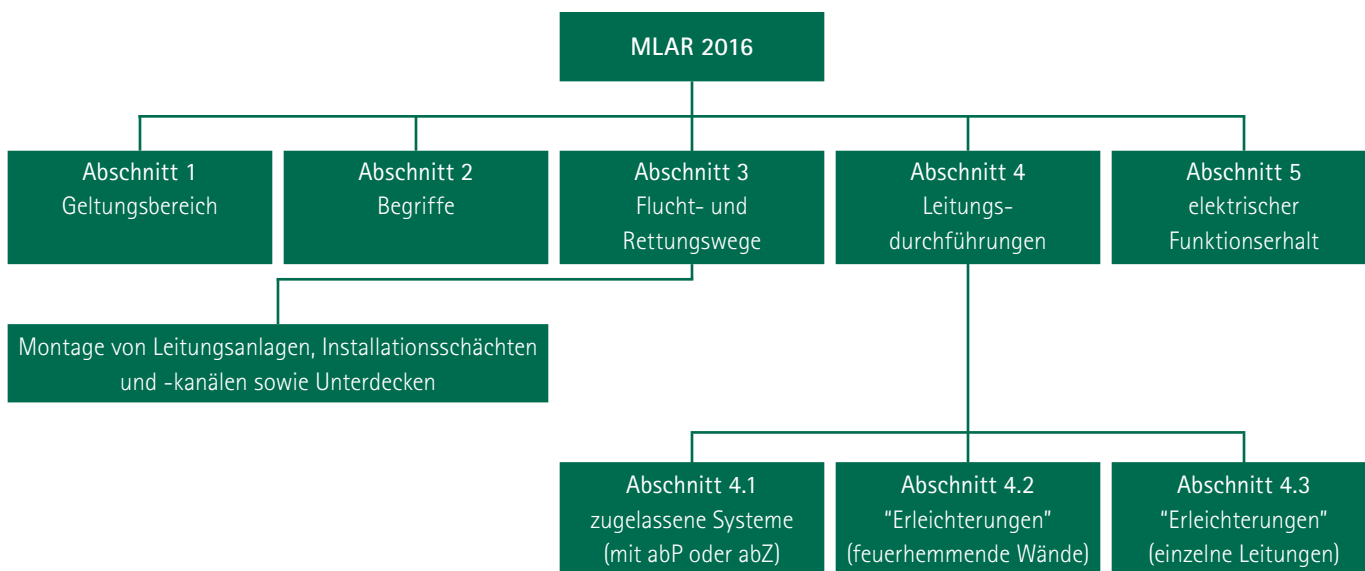 MLAR 2016
Abschnitt 1
Geltungsbereich
Abschnitt 2
Begriffe
Abschnitt 3
Flucht- und
Rettungswege
Abschnitt 4
Leitungs-
durchführungen
Abschnitt 5
elektrischer
Funktionserhalt
Montage von Leitungsanlagen, Installationsschächten
und -kanälen sowie Unterdecken
Abschnitt 4.1
zugelassene Systeme
(mit abP oder abZ)
Abschnitt 4.2
"Erleichterungen"
(feuerhemmende Wände)
Abschnitt 4.3
"Erleichterungen"
(einzelne Leitungen)